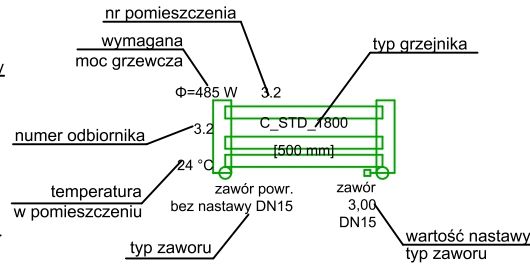 nr pomieszczenia
wymagana
moc grzewcza
typ grzejnika
Φ=485 W
3.2
C_STD_1800
numer odbiornika
3.2
[500 mm]
24 °C
temperatura
w pomieszczeniu
zawór powr.
bez nastawy DN15
zawór
3,00
DN15
typ zaworu
wartość nastawy
typ zaworu